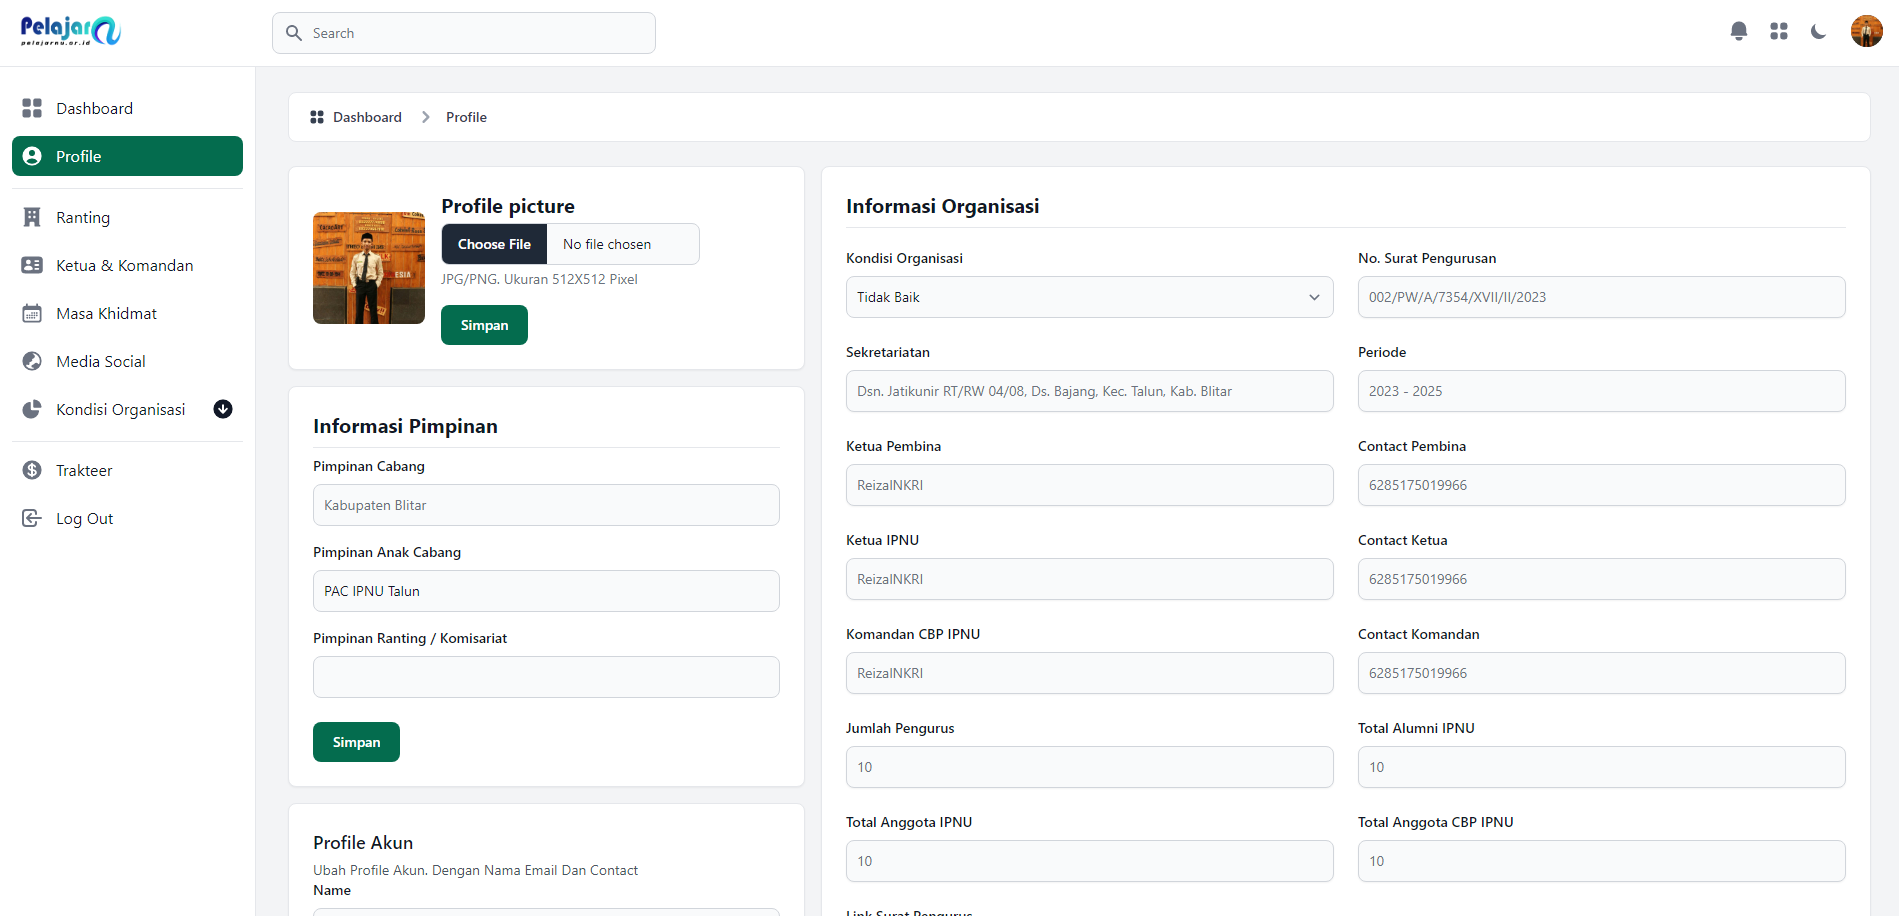 Pelajar
pelajarnu.or.id
Search
Dashboard
Profile
Ranting
Ketua & Komandan
Masa Khidmat
Media Social
Kondisi Organisasi
Trakteer
Log Out
Dashboard
Profile
Profile picture
Choose File
No file chosen
JPG/PNG. Ukuran 512X512 Pixel
Simpan
Informasi Pimpinan
Pimpinan Cabang
Kabupaten Blitar
Pimpinan Anak Cabang
PAC IPNU Talun
Pimpinan Ranting / Komisariat
Simpan
Profile Akun
Ubah Profile Akun. Dengan Nama Email Dan Contact
Name
Informasi Organisasi
Kondisi Organisasi
Tidak Baik
No. Surat Pengurusan
002/PW/A/7354/XVII/II/2023
Sekretariatan
Dsn. Jatikunir RT/RW 04/08, Ds. Bajang, Kec. Talun, Kab. Blitar
Periode
2023 - 2025
Ketua Pembina
ReizalNKRI
Contact Pembina
6285175019966
Ketua IPNU
ReizalNKRI
Contact Ketua
6285175019966
Komandan CBP IPNU
ReizalNKRI
Contact Komandan
6285175019966
Jumlah Pengurus
10
Total Alumni IPNU
10
Total Anggota IPNU
10
Total Anggota CBP IPNU
10
Link Surat Pengurus